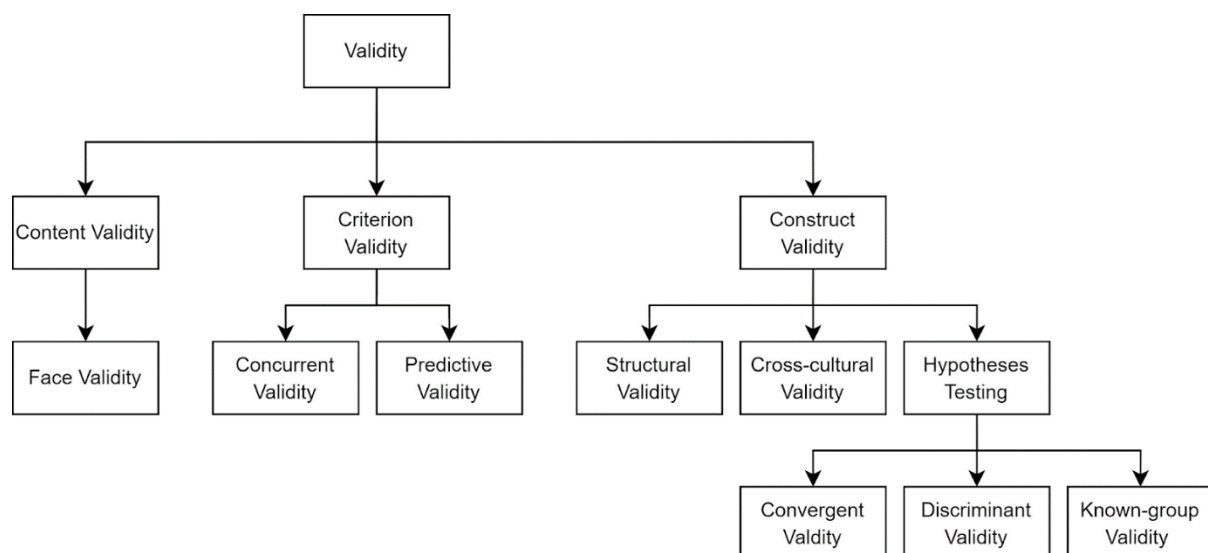 Validity
Content Validity
Criterion
Validity
Construct
Validity
Face Validity
Concurrent
Validity
Predictive
Validity
Structural
Validity
Cross-cultural
Validity
Hypotheses
Testing
Convergent
Valdity
Discriminant
Validity
Known-group
Validity